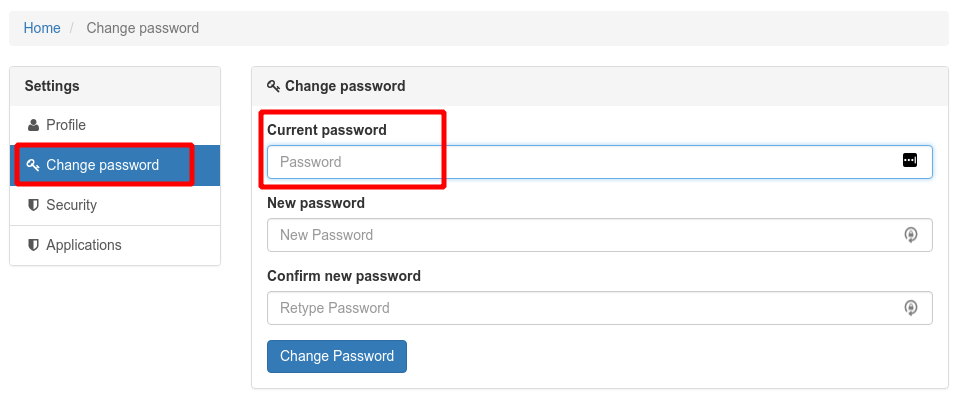 Home / Change password
Settings
Profile
Change password
Security
Applications
Change password
Current password
Password
New password
New Password
Confirm new password
Retype Password
Change Password